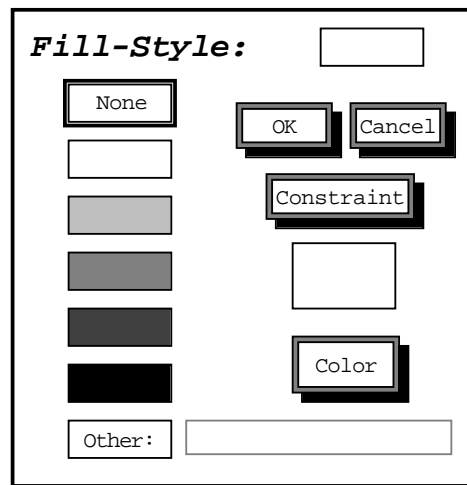 Fill-Style:
None
OK
Cancel
Constraint
Color
Other: